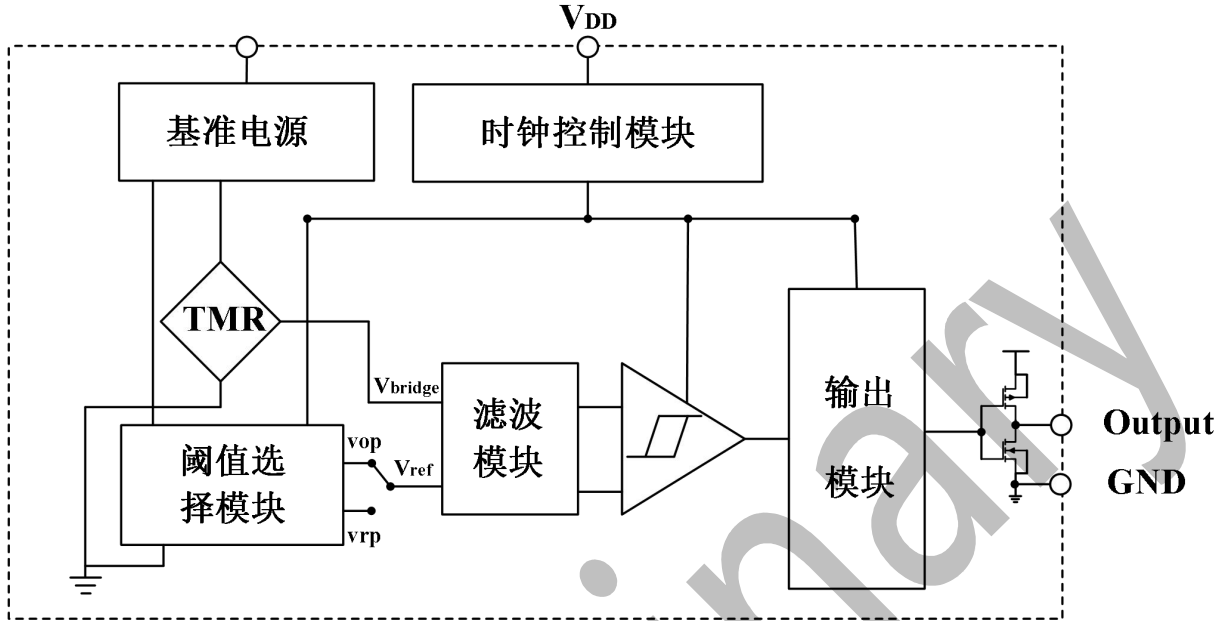 VDD
基准电源
时钟控制模块
TMR
Vbridge
滤波
模块
输出
模块
阈值选
择模块
vop
Vref
vrp
Output
GND
inary